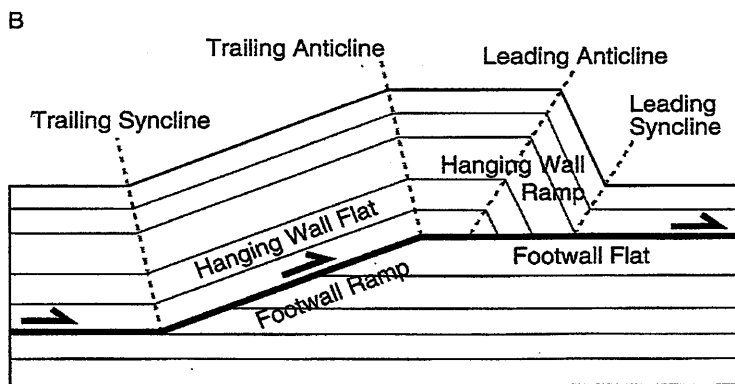 B
Trailing Anticline
Leading Anticline
Trailing Syncline
Leading
Syncline
Hanging Wall
Ramp
Hanging Wall Flat
Footwall Ramp
Footwall Flat